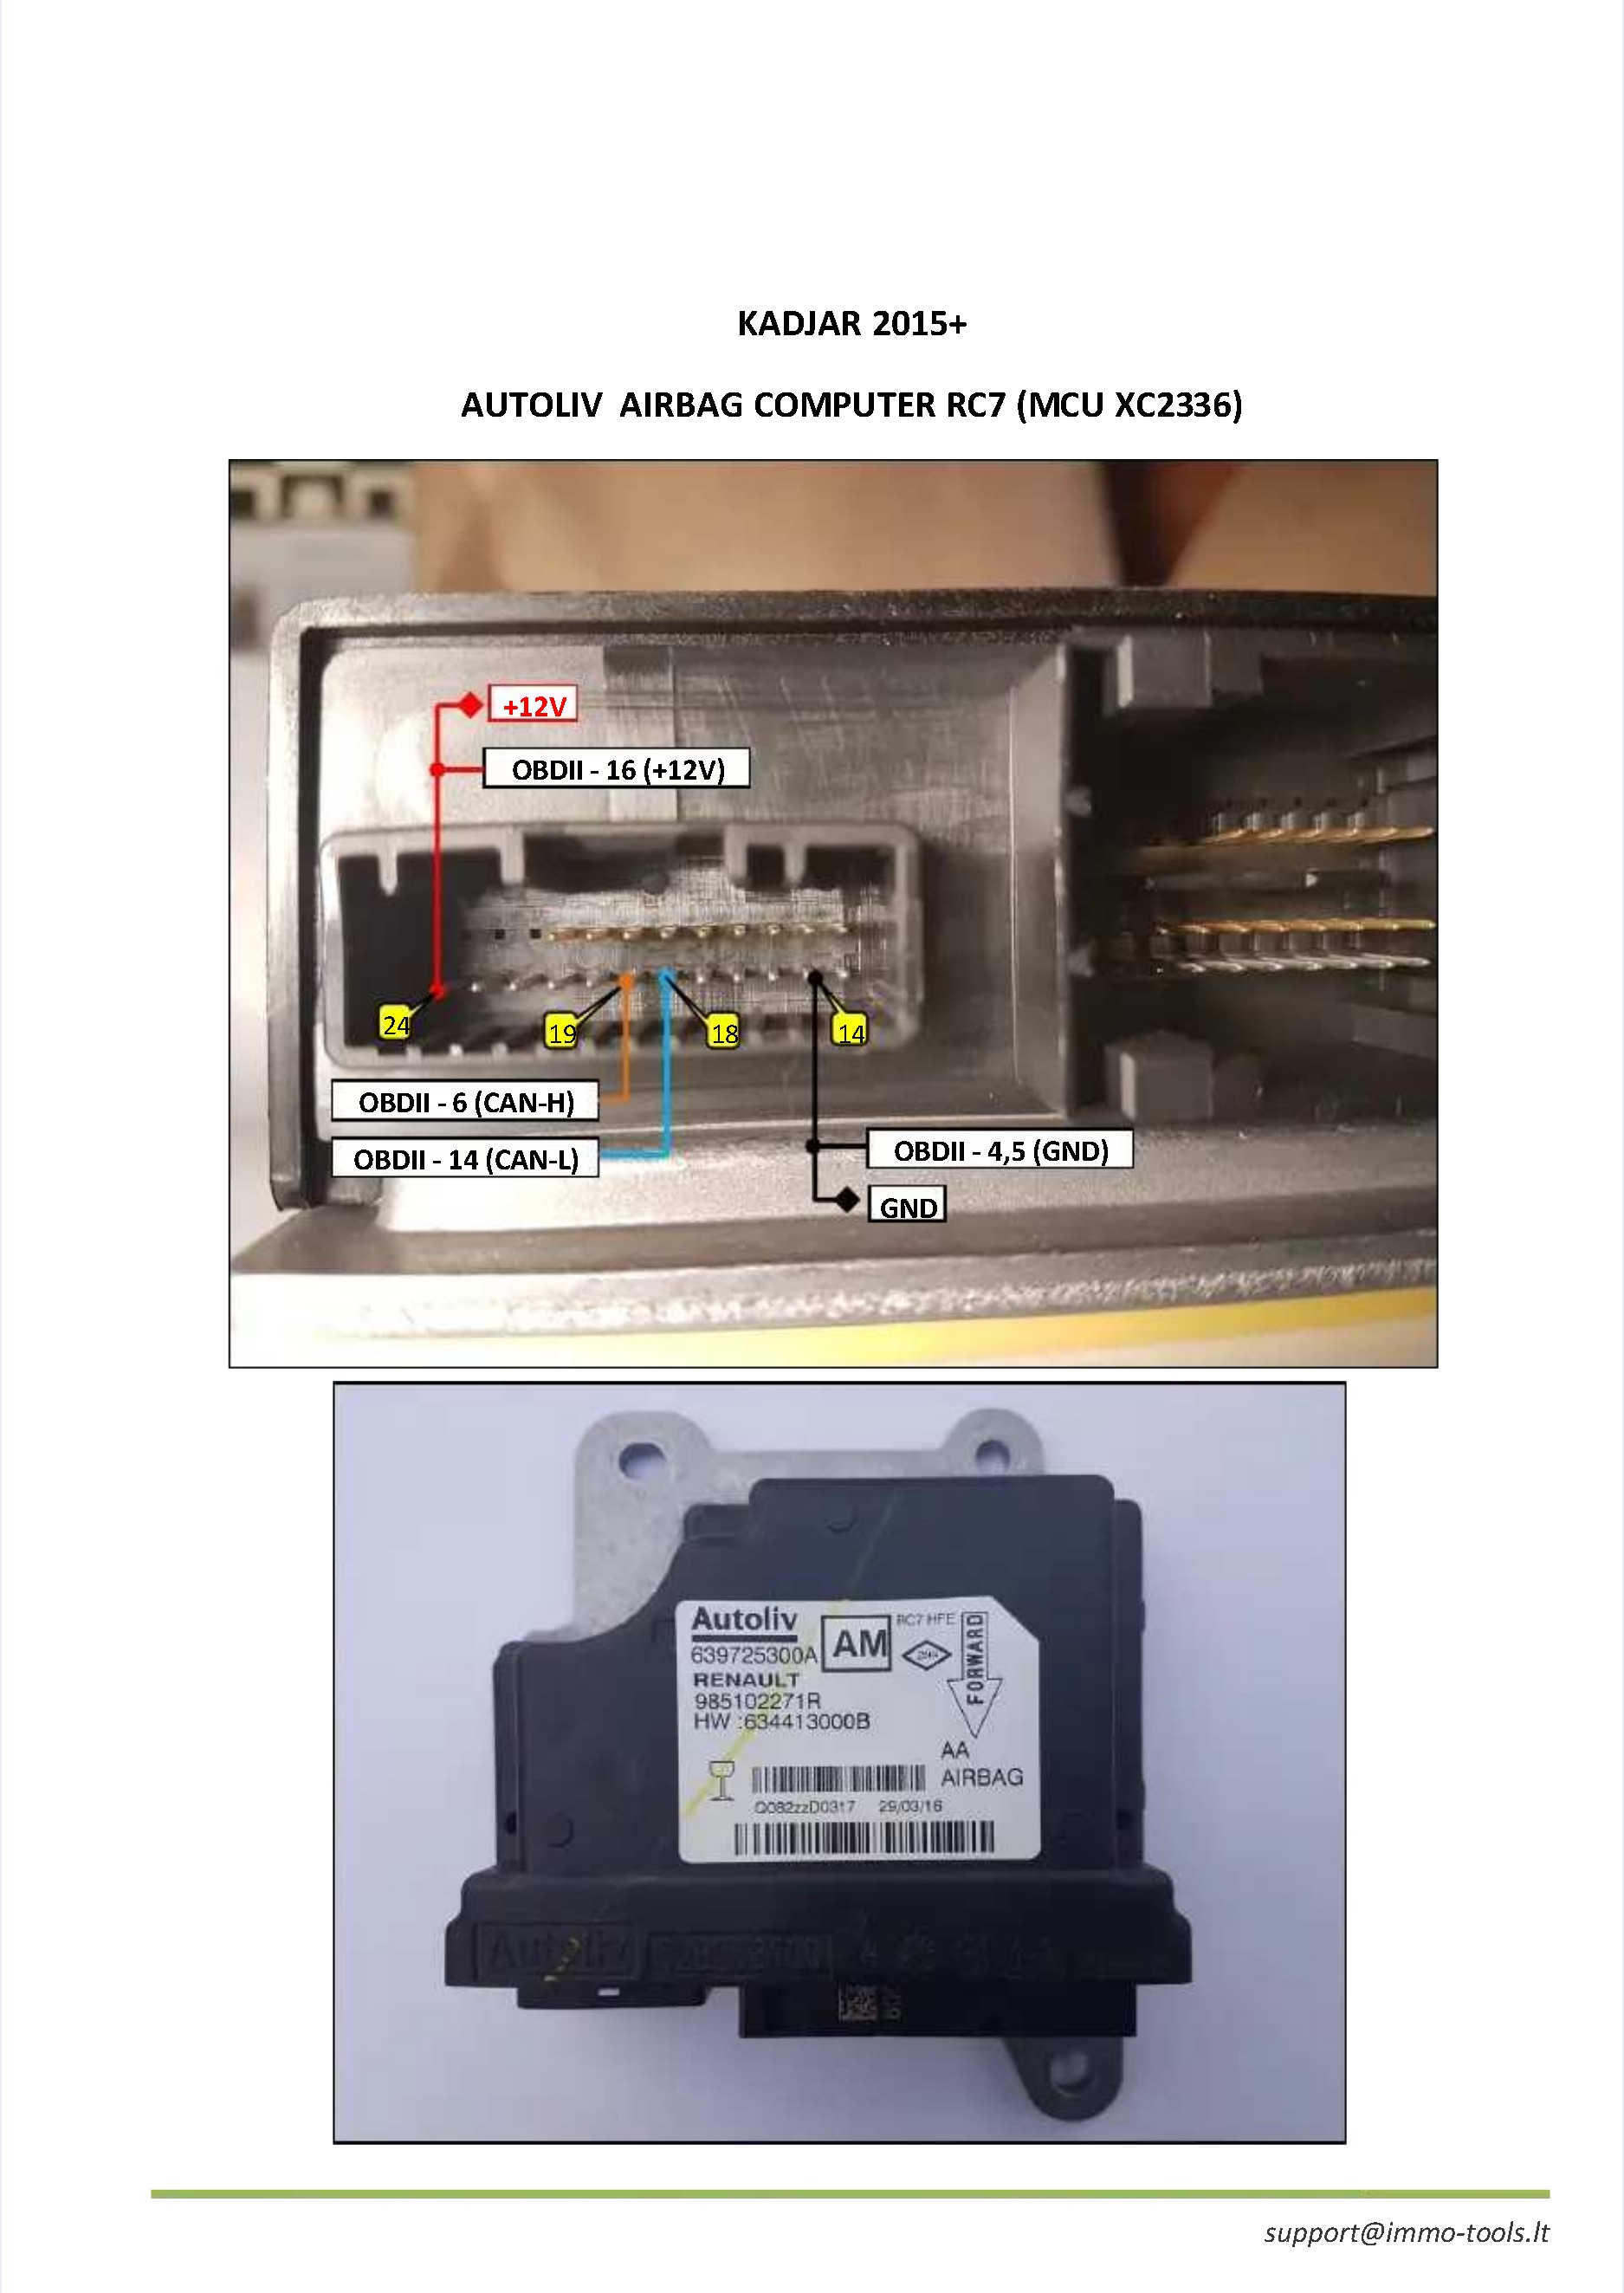 KADJAR 2015+
AUTOLIV AIRBAG COMPUTER RC7 (MCU XC2336)
+12V
OBDII - 16 (+12V)
24
19
18
14
OBDII - 6 (CAN-H)
OBDII - 14 (CAN-L)
OBDII - 4,5 (GND)
GND
Autoliv
AM
RC7 HFE
FORWARD
639725300A
RENAULT
985102271R
HW :634413000B
AA
AIRBAG
Q082zzD0317 29/03/16
Autoliv
support@immo-tools.lt